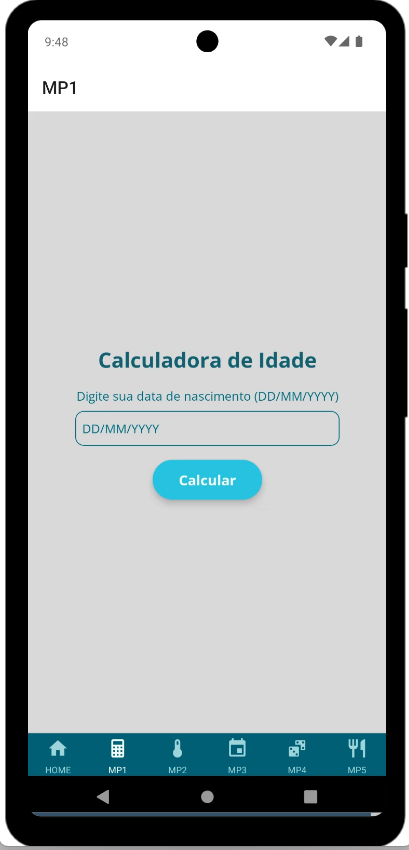 9:48
MP1
Calculadora de Idade
Digite sua data de nascimento (DD/MM/YYYY)
DD/MM/YYYY
Calcular
HOME MP1 MP2 MP3 MP4 MP5